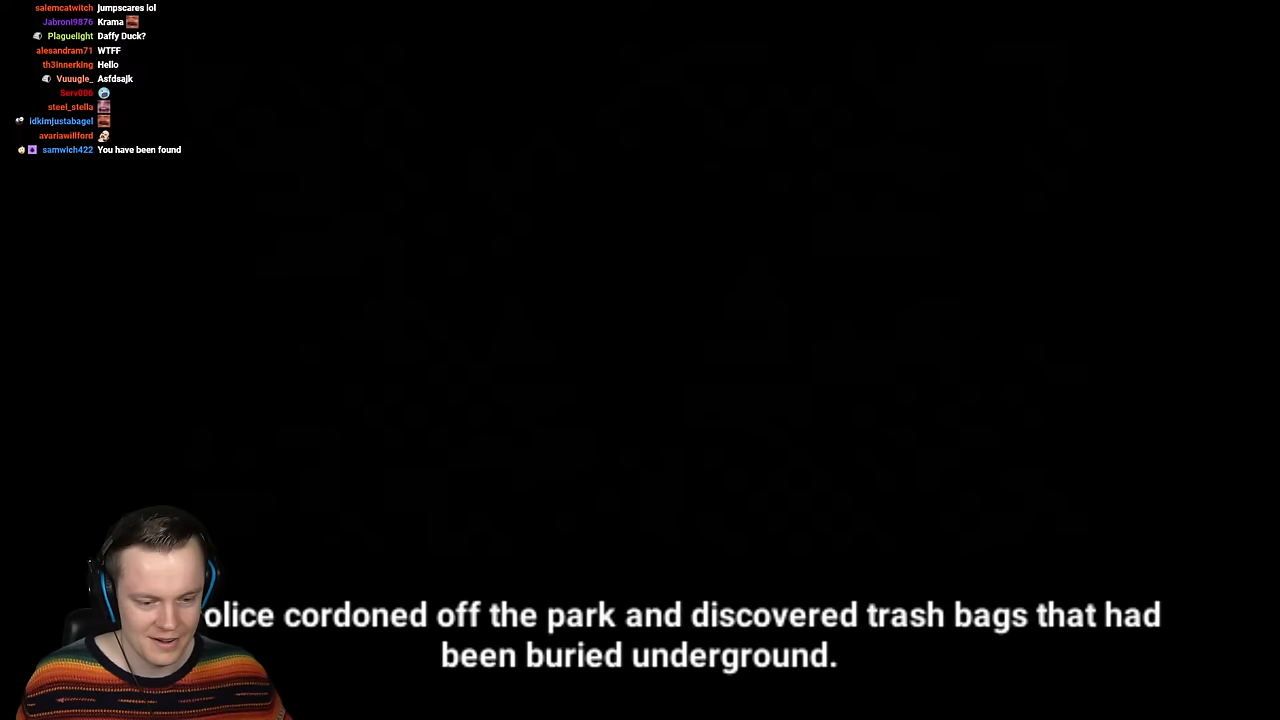 salemcatwitch jumpscares lol
Jabroni9876 Krama
Plaguelight Daffy Duck?
alesandram71 WTFF
th3innerking Hello
Vuuugle_ Asfdsajk
Serv006
steel_stella
idkimjustabagel
avariawillford
samwich422 You have been found
olice cordoned off the park and discovered trash bags that had
been buried underground.